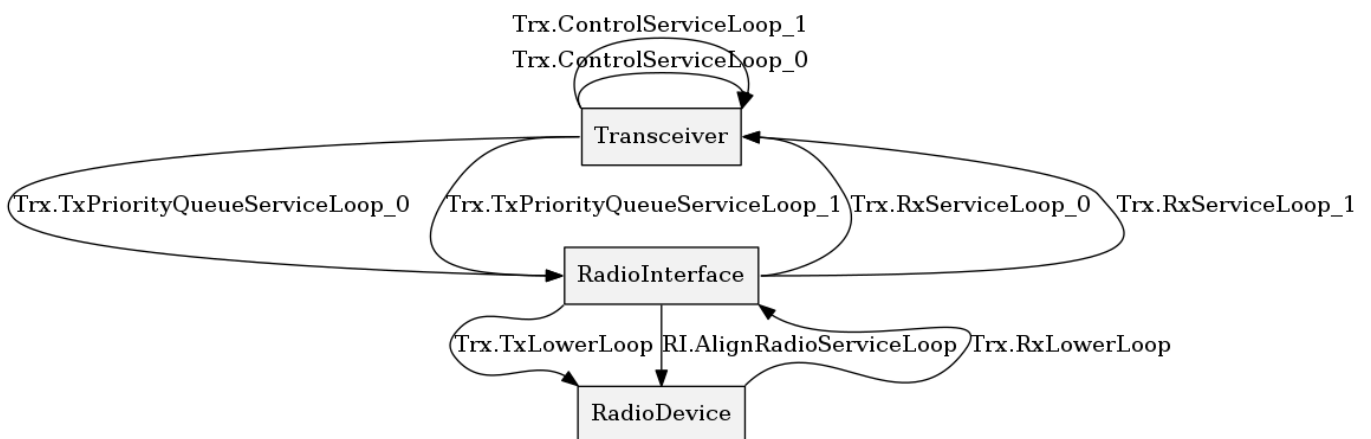 Trx.ControlServiceLoop_1
Trx.ControlServiceLoop_0
Transceiver
Trx.TxPriorityQueueServiceLoop_0
Trx.TxPriorityQueueServiceLoop_1
Trx.RxServiceLoop_0
Trx.RxServiceLoop_1
RadioInterface
Trx.TxLowerLoop
RI.AlignRadioServiceLoop
Trx.RxLowerLoop
RadioDevice